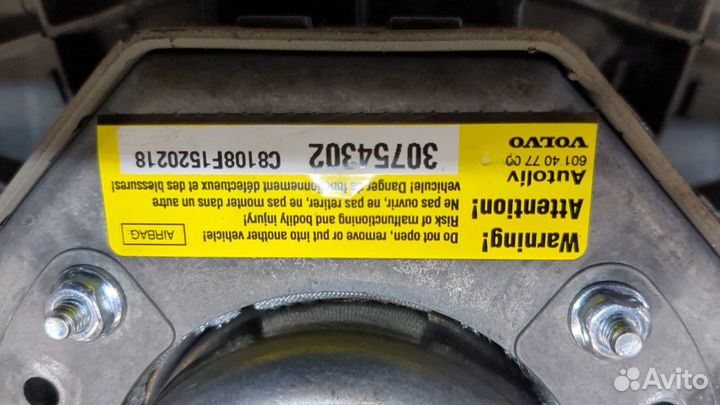 Warning!
Attention!
Autoliv
601 40 77 00
VOLVO
Do not open, remove or put into another vehicle!
Risk of malfunctioning and bodily injury!
Ne pas ouvrir, ne pas retirer, ne pas monter dans un autre
vehicule! Danger de fonctionnement défectueux et des blessures!
AIRBAG
30754302
C8108F1520218
Avito